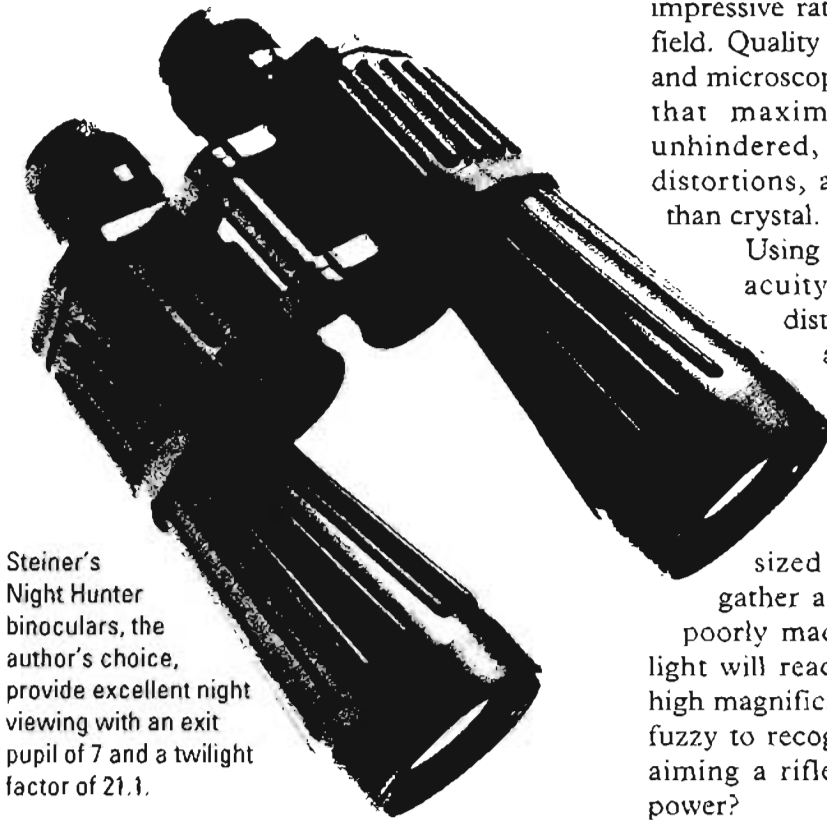 Steiner's
Night Hunter
binoculars, the
author's choice,
provide excellent night
viewing with an exit
pupil of 7 and a twilight
factor of 21.1.
impressive rat
field. Quality
and microscop
that maxim
unhindered,
distortions, a
than crystal.
Using
acuity
dist
a
sized
gather a
poorly mad
light will reac
high magnific
fuzzy to recog
aiming a rifle
power?